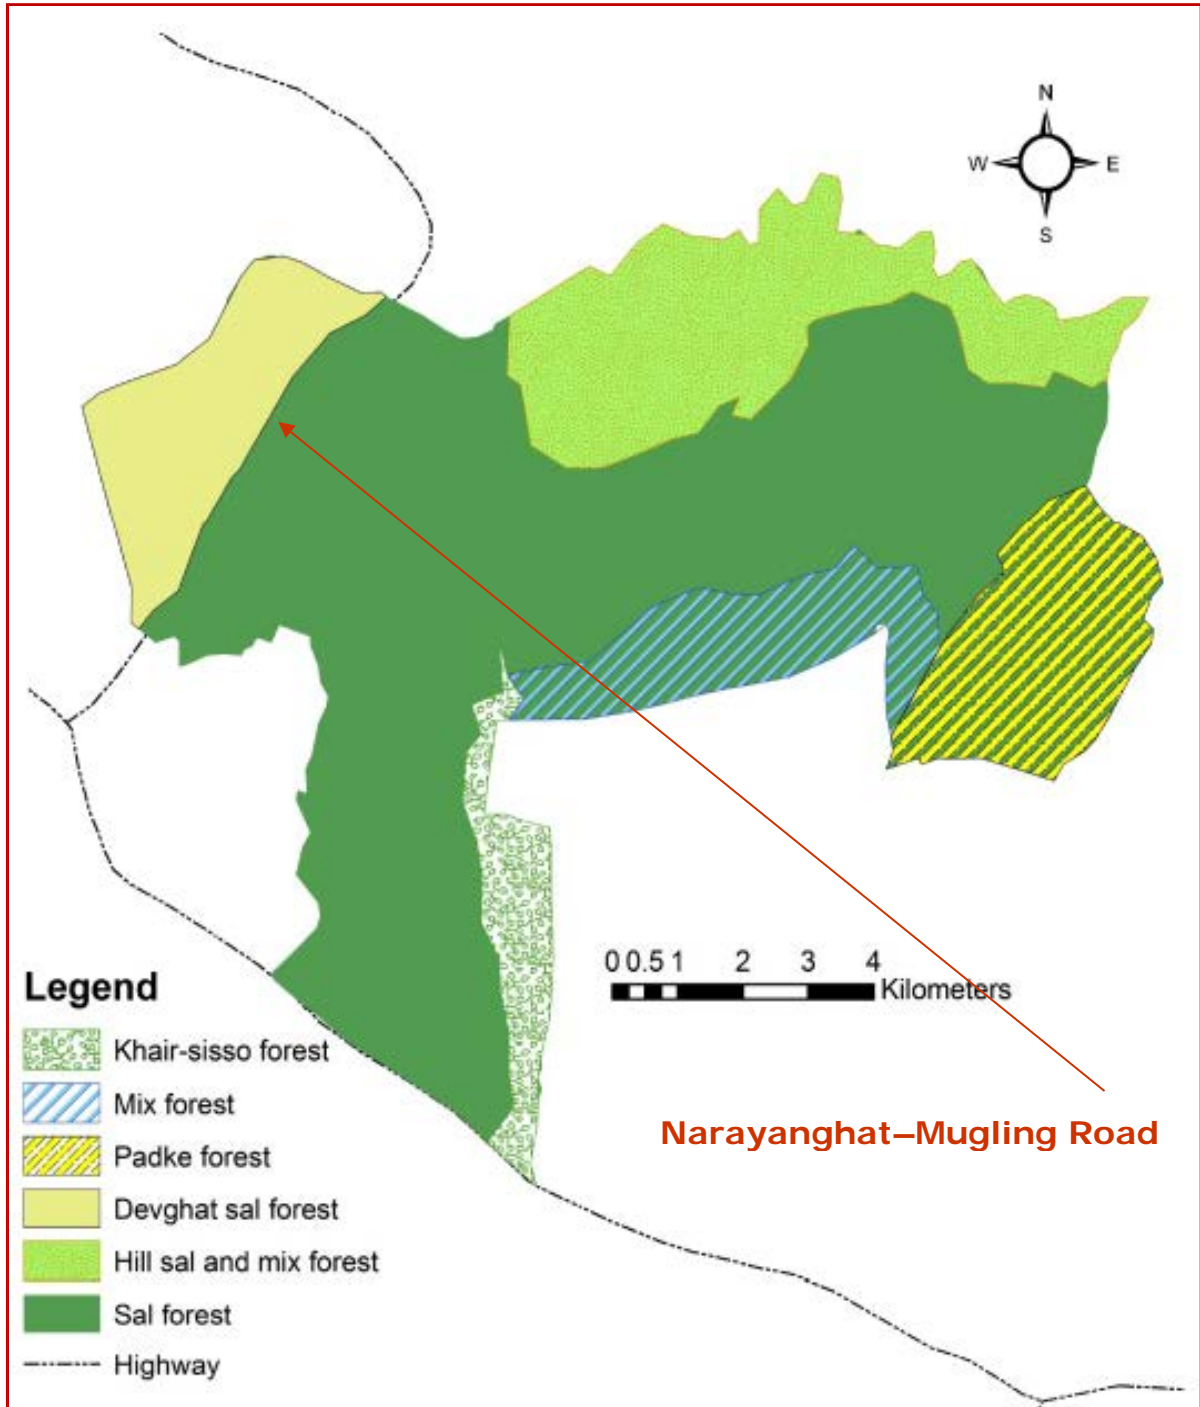 N
W E
S
0 0.5 1 2 3 4
Kilometers
Legend
Khair-sisso forest
Mix forest
Padke forest
Devghat sal forest
Hill sal and mix forest
Sal forest
Highway
Narayanghat–Mugling Road